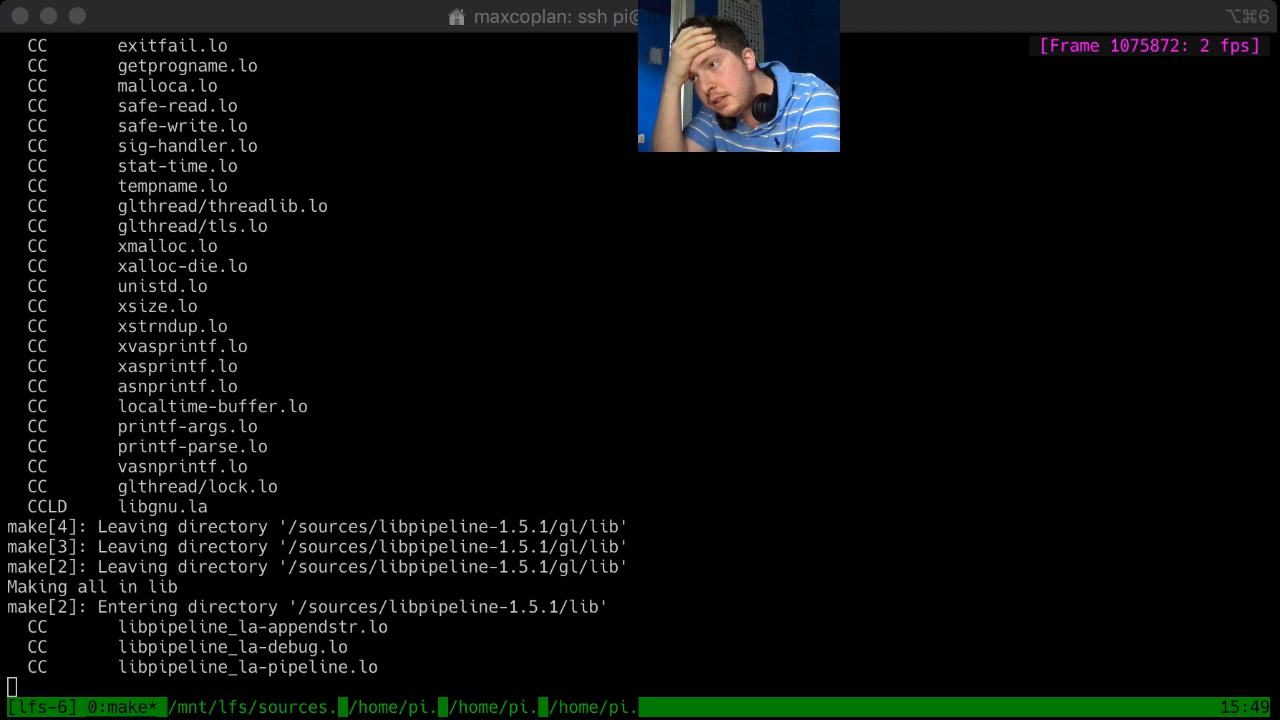 maxcoplan: ssh pi@
⌥⌘6
CC exitfail.lo
[Frame 1075872: 2 fps]
CC getprogname.lo
CC malloca.lo
CC safe-read.lo
CC safe-write.lo
CC sig-handler.lo
CC stat-time.lo
CC tempname.lo
CC glthread/threadlib.lo
CC glthread/tls.lo
CC xmalloc.lo
CC xalloc-die.lo
CC unistd.lo
CC xsize.lo
CC xstrndup.lo
CC xvasprintf.lo
CC xasprintf.lo
CC asnprintf.lo
CC localtime-buffer.lo
CC printf-args.lo
CC printf-parse.lo
CC vasnprintf.lo
CC glthread/lock.lo
CCLD libgnu.la
make[4]: Leaving directory '/sources/libpipeline-1.5.1/gl/lib'
make[3]: Leaving directory '/sources/libpipeline-1.5.1/gl/lib'
make[2]: Leaving directory '/sources/libpipeline-1.5.1/gl/lib'
Making all in lib
make[2]: Entering directory '/sources/libpipeline-1.5.1/lib'
CC libpipeline_la-appendstr.lo
CC libpipeline_la-debug.lo
CC libpipeline_la-pipeline.lo
[lfs-6] 0:make* /mnt/lfs/sources. /home/pi. /home/pi. /home/pi. 15:49